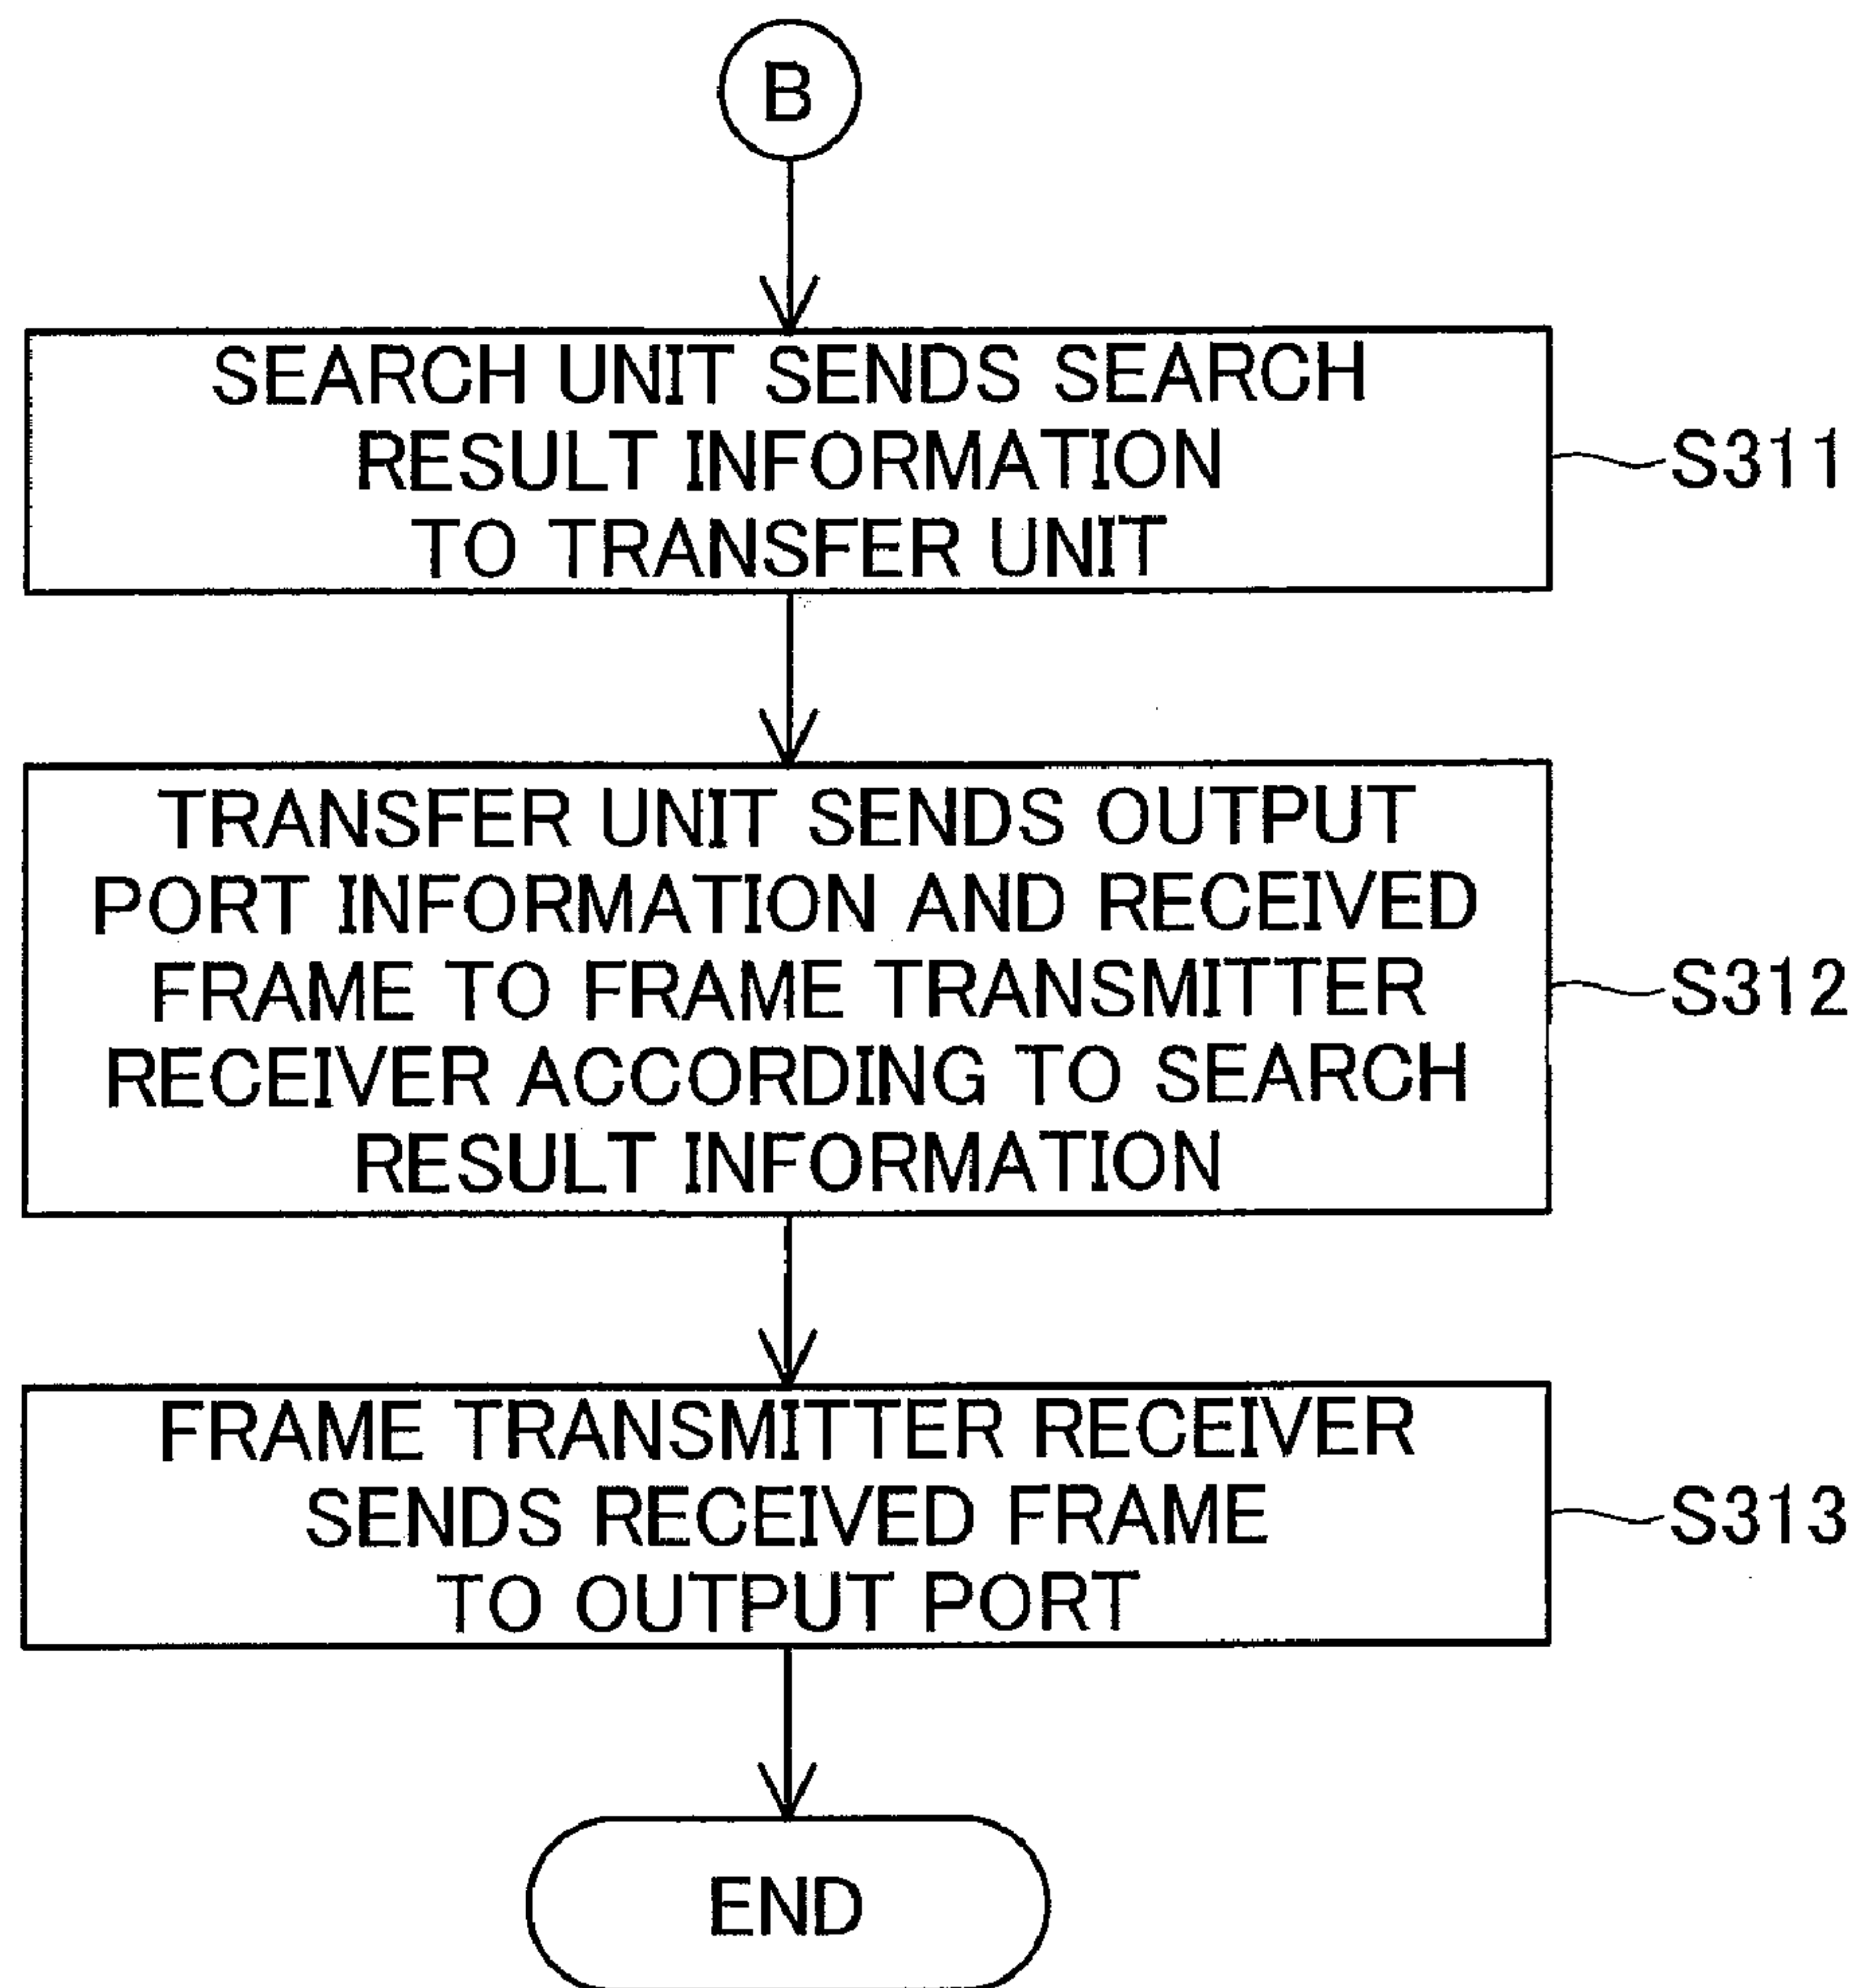 B
SEARCH UNIT SENDS SEARCH
RESULT INFORMATION
TO TRANSFER UNIT
S311
TRANSFER UNIT SENDS OUTPUT
PORT INFORMATION AND RECEIVED
FRAME TO FRAME TRANSMITTER
RECEIVER ACCORDING TO SEARCH
RESULT INFORMATION
S312
FRAME TRANSMITTER RECEIVER
SENDS RECEIVED FRAME
TO OUTPUT PORT
S313
END